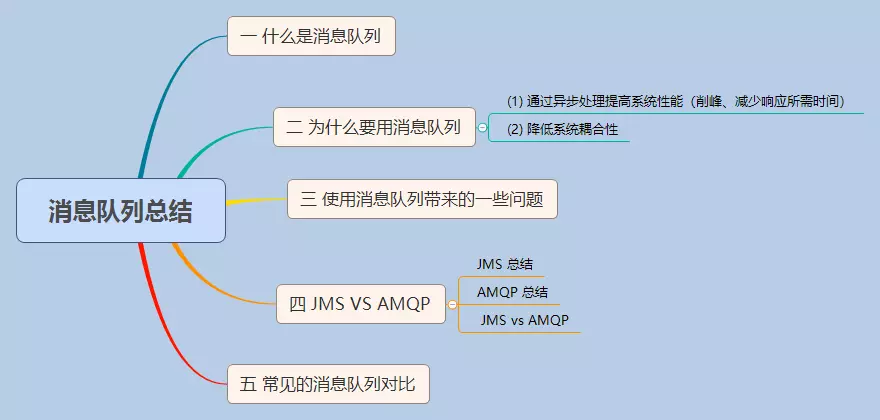 消息队列总结
一 什么是消息队列
二 为什么要用消息队列
(1) 通过异步处理提高系统性能（削峰、减少响应所需时间）
(2) 降低系统耦合性
三 使用消息队列带来的一些问题
四 JMS VS AMQP
JMS 总结
AMQP 总结
JMS vs AMQP
五 常见的消息队列对比